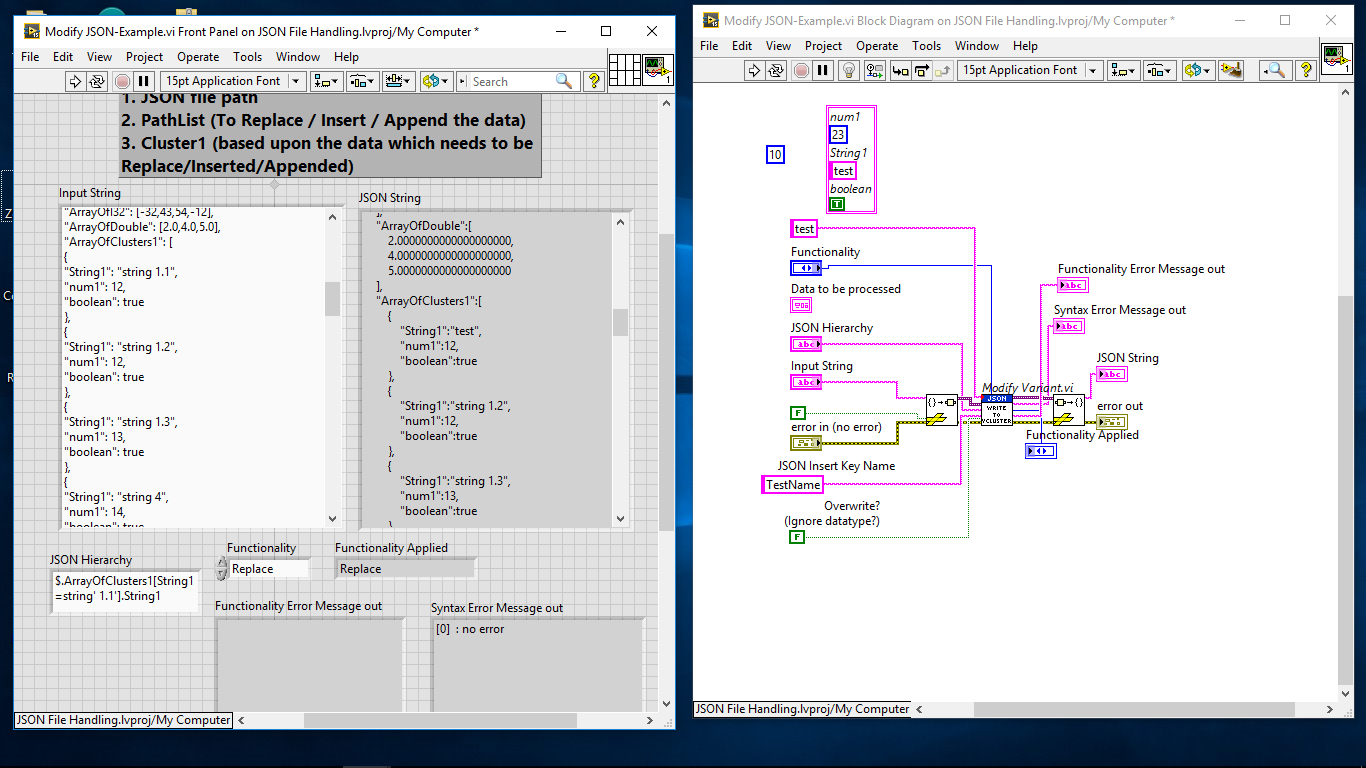 Modify JSON-Example.vi Front Panel on JSON File Handling.lvproj/My Computer *
File Edit View Project Operate Tools Window Help
15pt Application Font
Search
1
1. JSON file path
2. PathList (To Replace / Insert / Append the data)
3. Cluster1 (based upon the data which needs to be
Replace/Inserted/Appended)
Input String
"ArrayOfI32": [-32,43,54,-12],
"ArrayOfDouble": [2.0,4.0,5.0],
"ArrayOfClusters1": [
{
"String1": "string 1.1",
"num1": 12,
"boolean": true
},
{
"String1": "string 1.2",
"num1": 12,
"boolean": true
},
{
"String1": "string 1.3",
"num1": 13,
"boolean": true
},
{
"String1": "string 4",
"num1": 14,
"boolean": true
JSON String
],
"ArrayOfDouble":[
2.0000000000000000000,
4.0000000000000000000,
5.0000000000000000000
],
"ArrayOfClusters1":[
{
"String1":"test",
"num1":12,
"boolean":true
},
{
"String1":"string 1.2",
"num1":12,
"boolean":true
},
{
"String1":"string 1.3",
"num1":13,
"boolean":true
}
JSON Hierarchy
$.ArrayOfClusters1[String1
=string' 1.1'].String1
Functionality
Replace
Functionality Applied
Replace
Functionality Error Message out
Syntax Error Message out
[0] : no error
JSON File Handling.lvproj/My Computer
Modify JSON-Example.vi Block Diagram on JSON File Handling.lvproj/My Computer *
File Edit View Project Operate Tools Window Help
15pt Application Font
1
10
num1
23
String1
test
boolean
T
test
Functionality
Data to be processed
JSON Hierarchy
abc
Input String
abc
F
error in (no error)
JSON Insert Key Name
TestName
Overwrite?
(Ignore datatype?)
F
Modify Variant.vi
JSON
WRITE
TO
VCLUSTER
Functionality Error Message out
abc
Syntax Error Message out
abc
JSON String
abc
error out
Functionality Applied
JSON File Handling.lvproj/My Computer